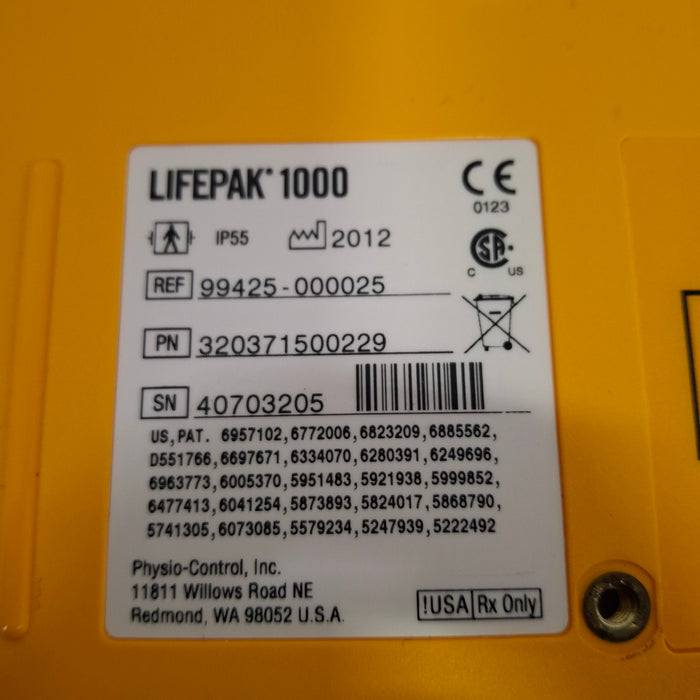 LIFEPAK® 1000
CE
0123
IP55 2012
C SA US
REF 99425-000025
PN 320371500229
SN 40703205
US, PAT. 6957102,6772006,6823209,6885562,
D551766,6697671,6334070,6280391,6249696,
6963773,6005370,5951483,5921938,5999852,
6477413,6041254,5873893,5824017,5868790,
5741305,6073085,5579234,5247939,5222492
Physio-Control, Inc.
11811 Willows Road NE
Redmond, WA 98052 U.S.A.
!USA Rx Only